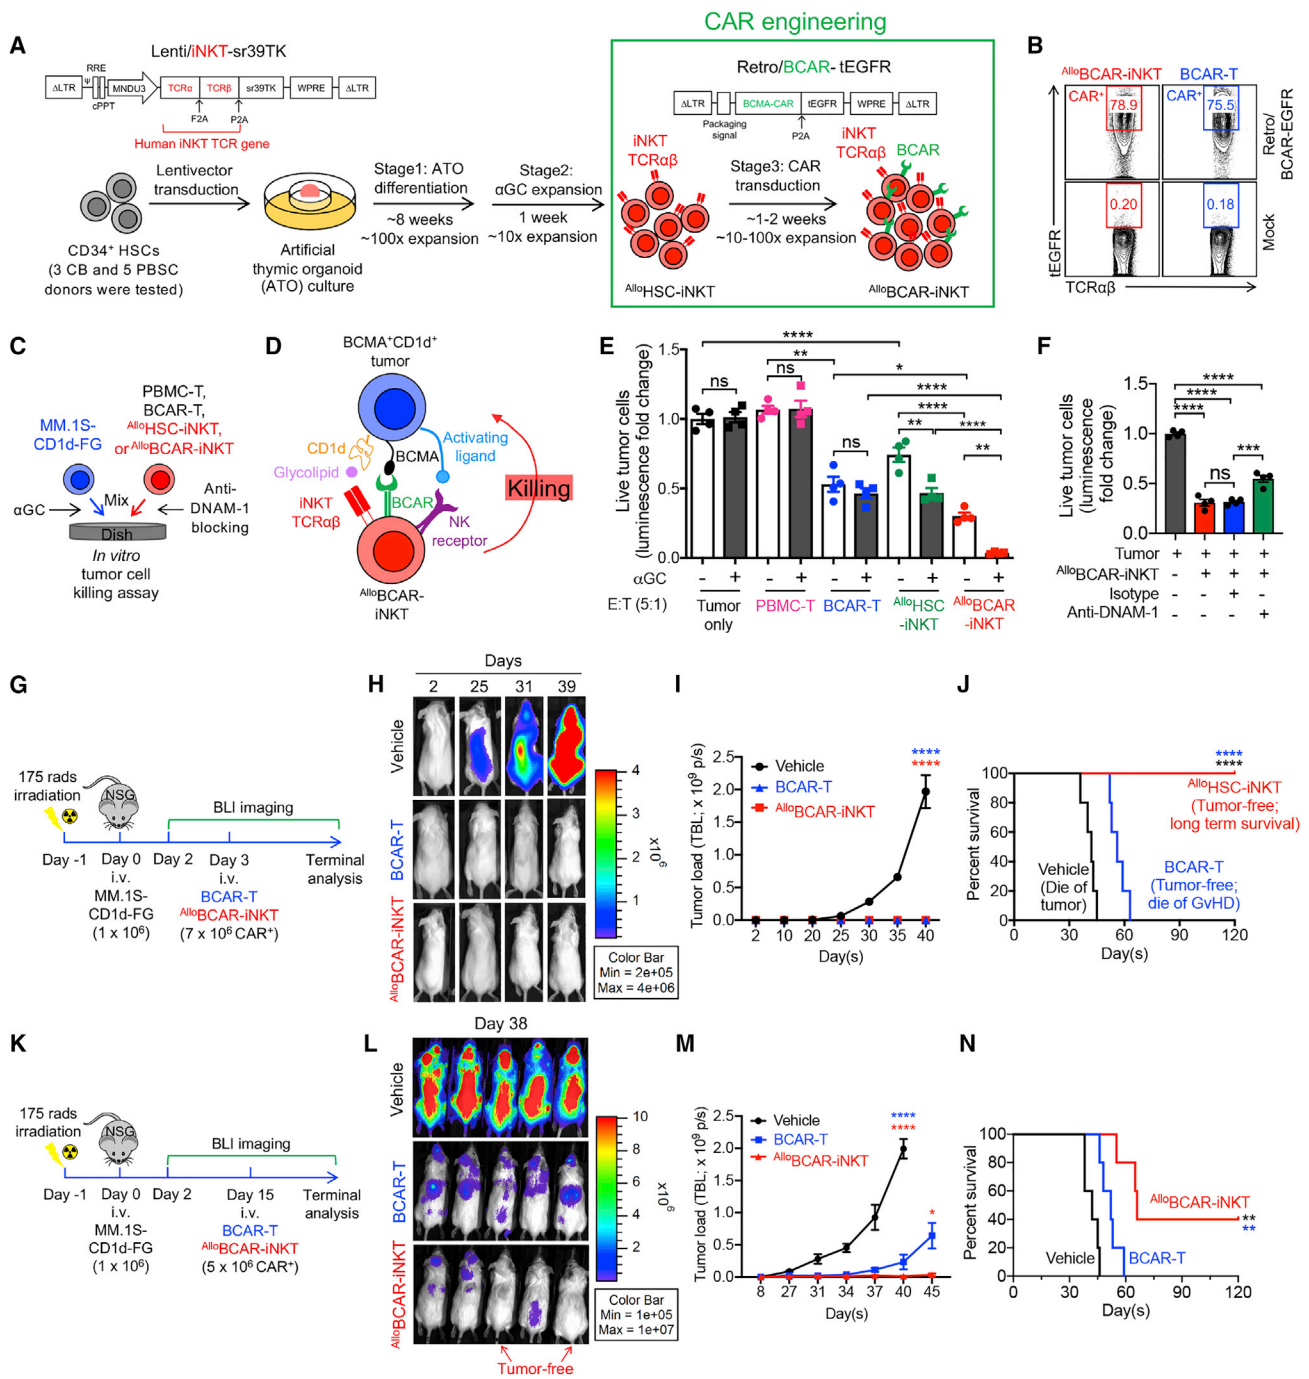 CAR engineering
A
Lenti/iNKT-sr39TK
RRE
Ψ
ΔLTR
cPPT
MNDU3
TCRα
TCRβ
sr39TK
WPRE
ΔLTR
F2A
P2A
Human iNKT TCR gene
Lentivector
transduction
CD34⁺ HSCs
(3 CB and 5 PBSC
donors were tested)
Artificial
thymic organoid
(ATO) culture
Stage1: ATO
differentiation
~8 weeks
~100x expansion
Stage2:
αGC expansion
1 week
~10x expansion
Retro/BCAR- tEGFR
ΔLTR
Packaging
signal
BCMA-CAR
tEGFR
WPRE
ΔLTR
P2A
iNKT
TCRαβ
Stage3: CAR
transduction
~1-2 weeks
~10-100x expansion
iNKT
TCRαβ
BCAR
AlloHSC-iNKT
AlloBCAR-iNKT
B
AlloBCAR-iNKT
BCAR-T
CAR⁺
78.9
CAR⁺
75.5
Retro/
BCAR-EGFR
0.20
0.18
Mock
tEGFR
TCRαβ
C
PBMC-T,
BCAR-T,
AlloHSC-iNKT,
or AlloBCAR-iNKT
MM.1S-
CD1d-FG
αGC
Mix
Anti-
DNAM-1
blocking
Dish
In vitro
tumor cell
killing assay
D
BCMA⁺CD1d⁺
tumor
CD1d
BCMA
Activating
ligand
Glycolipid
BCAR
iNKT
TCRαβ
NK
receptor
Killing
AlloBCAR-
iNKT
E
Live tumor cells
(luminescence fold change)
1.5
1.0
0.5
0.0
****
**
*
ns
ns
****
****
ns
**
****
**
αGC
- + - + - + - + - +
E:T (5:1)
Tumor
only
PBMC-T
BCAR-T
AlloHSC
-iNKT
AlloBCAR
-iNKT
F
Live tumor cells
(luminescence
fold change)
1.5
1.0
0.5
0.0
****
****
****
***
ns
Tumor + + + +
AlloBCAR-iNKT - + + +
Isotype - - + -
Anti-DNAM-1 - - - +
G
175 rads
irradiation
NSG
BLI imaging
Day -1
Day 0
i.v.
MM.1S-
CD1d-FG
(1 x 10⁶)
Day 2
Day 3
i.v.
BCAR-T
AlloBCAR-iNKT
(7 x 10⁶ CAR⁺)
Terminal
analysis
H
Days
2 25 31 39
Vehicle
BCAR-T
AlloBCAR-iNKT
4
3
2
1
x10⁶
Color Bar
Min = 2e+05
Max = 4e+06
I
Tumor load (TBL; x 10⁹ p/s)
2.5
2.0
1.5
1.0
0.5
0.0
Vehicle
BCAR-T
AlloBCAR-iNKT
****
****
2 10 20 25 30 35 40
Day(s)
J
Percent survival
100
80
60
40
20
0
****
****
AlloHSC-iNKT
(Tumor-free;
long term survival)
Vehicle
(Die of
tumor)
BCAR-T
(Tumor-free;
die of GvHD)
0 30 60 90 120
Day(s)
K
175 rads
irradiation
NSG
BLI imaging
Day -1
Day 0
i.v.
MM.1S-
CD1d-FG
(1 x 10⁶)
Day 2
Day 15
i.v.
BCAR-T
AlloBCAR-iNKT
(5 x 10⁶ CAR⁺)
Terminal
analysis
L
Day 38
Vehicle
BCAR-T
AlloBCAR-iNKT
10
8
6
4
2
x10⁶
Color Bar
Min = 1e+05
Max = 1e+07
Tumor-free
M
Tumor load (TBL; x 10⁹ p/s)
2.5
2.0
1.5
1.0
0.5
0.0
Vehicle
BCAR-T
AlloBCAR-iNKT
****
****
*
8 27 31 34 37 40 45
Day(s)
N
Percent survival
100
80
60
40
20
0
AlloBCAR-iNKT
**
**
Vehicle
BCAR-T
0 30 60 90 120
Day(s)